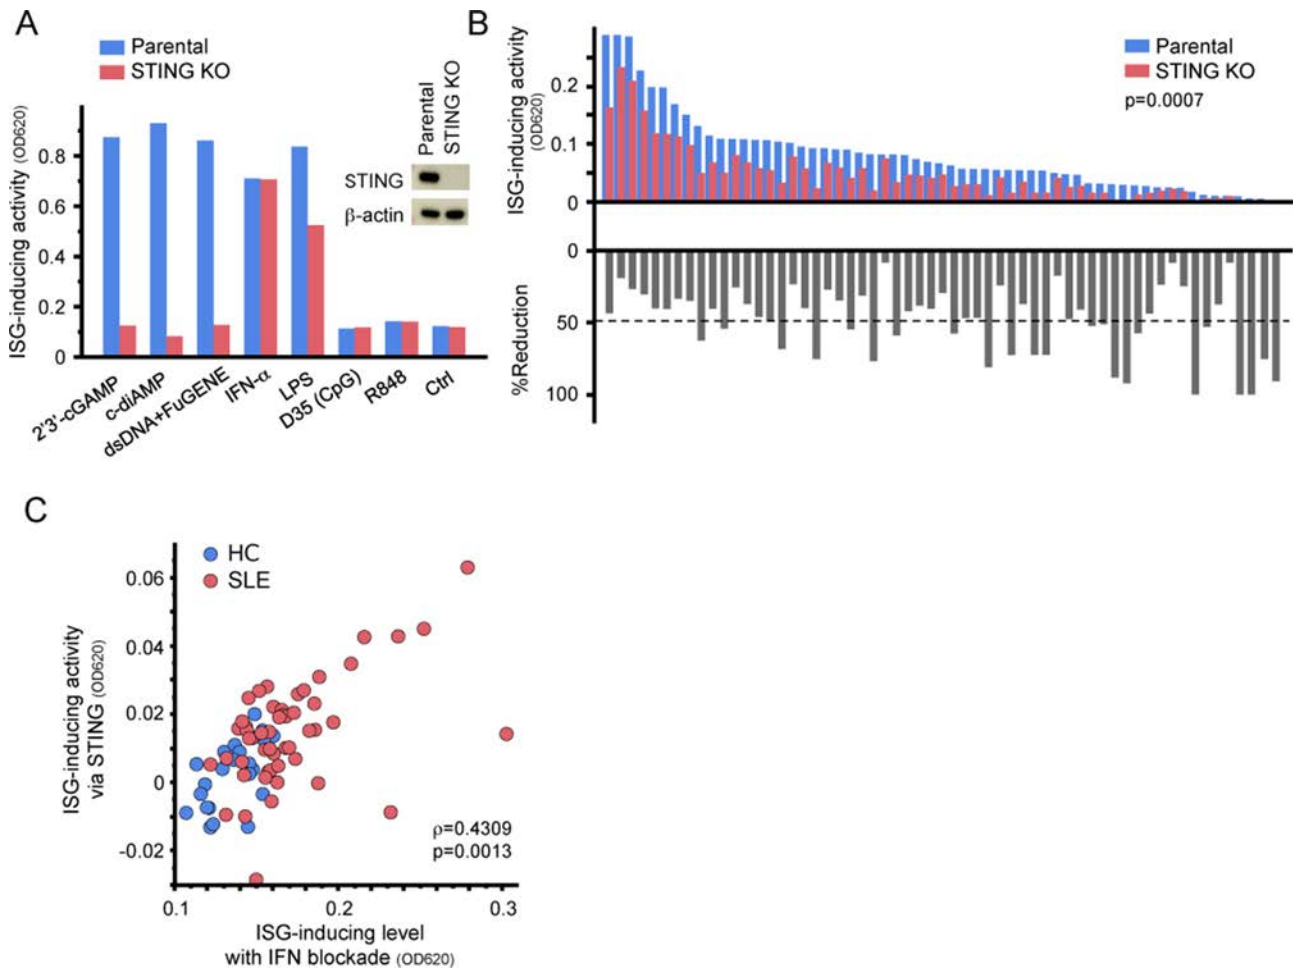 A
Parental
STING KO
ISG-inducing activity (OD620)
0.8
0.6
0.4
0.2
0
2'3'-cGAMP
c-diAMP
dsDNA+FuGENE
IFN-α
LPS
D35 (CpG)
R848
Ctrl
Parental
STING KO
STING
β-actin
B
Parental
STING KO
p=0.0007
ISG-inducing activity
(OD620)
0.2
0.1
0
%Reduction
0
50
100
C
HC
SLE
ISG-inducing activity
via STING (OD620)
0.06
0.04
0.02
0
-0.02
ρ=0.4309
p=0.0013
0.1
0.2
0.3
ISG-inducing level
with IFN blockade (OD620)